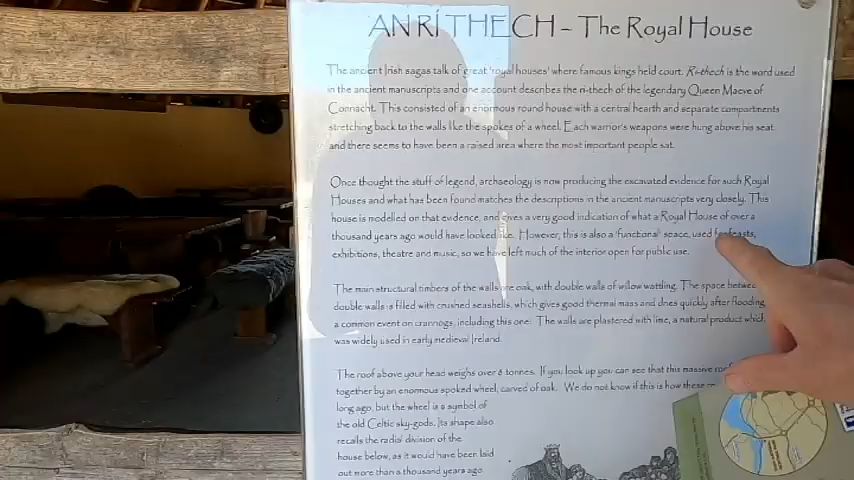 AN RÍ THECH – The Royal House
The ancient Irish sagas talk of great 'royal houses' where famous kings held court. Ri-thech is the word used
in the ancient manuscripts and one account describes the ri-thech of the legendary Queen Maeve of
Connacht. This consisted of an enormous round house with a central hearth and separate compartments
stretching back to the walls like the spokes of a wheel. Each warrior's weapons were hung above his seat
and there seems to have been a raised area where the most important people sat.
Once thought the stuff of legend, archaeology is now producing the excavated evidence for such Royal
Houses and what has been found matches the descriptions in the ancient manuscripts very closely. This
house is modelled on that evidence, and gives a very good indication of what a Royal House of over a
thousand years ago would have looked like. However, this is also a 'functional' space, used for feasts,
exhibitions, theatre and music, so we have left much of the interior open for public use.
The main structural timbers of the walls are oak, with double walls of willow wattling. The space between
double walls is filled with crushed seashells, which gives good thermal mass and dries quickly after flooding,
a common event on crannogs, including this one! The walls are plastered with lime, a natural product which
was widely used in early medieval Ireland.
The roof above your head weighs over 6 tonnes. If you look up you can see that this massive
together by an enormous spoked wheel, carved of oak. We do not know if this is how these
long ago, but the wheel is a symbol of
the old Celtic sky-gods. Its shape also
recalls the radial division of the
house below, as it would have been laid
out more than a thousand years ago.